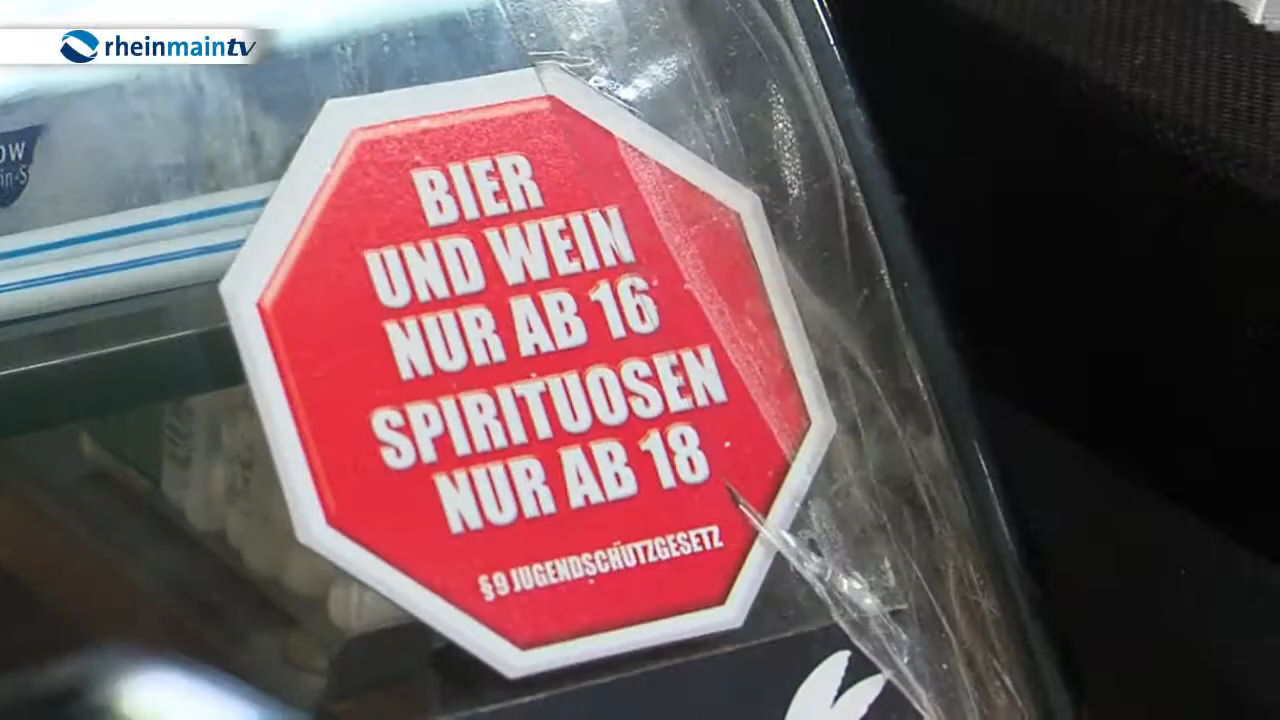 rheinmaintv
BIER
UND WEIN
NUR AB 16
SPIRITUOSEN
NUR AB 18
§9 JUGENDSCHUTZGESETZ